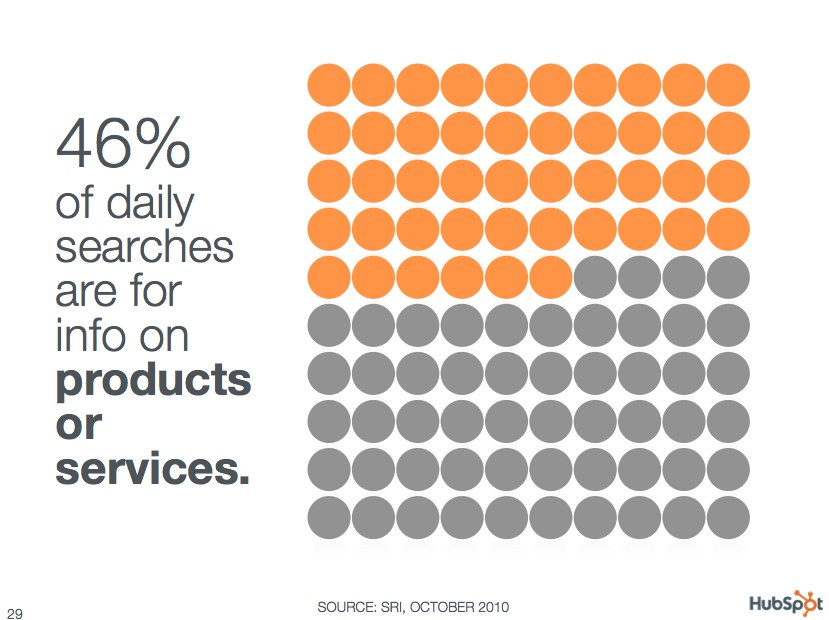 46%
of daily
searches
are for
info on
products
or
services.
29
SOURCE: SRI, OCTOBER 2010
HubSpot